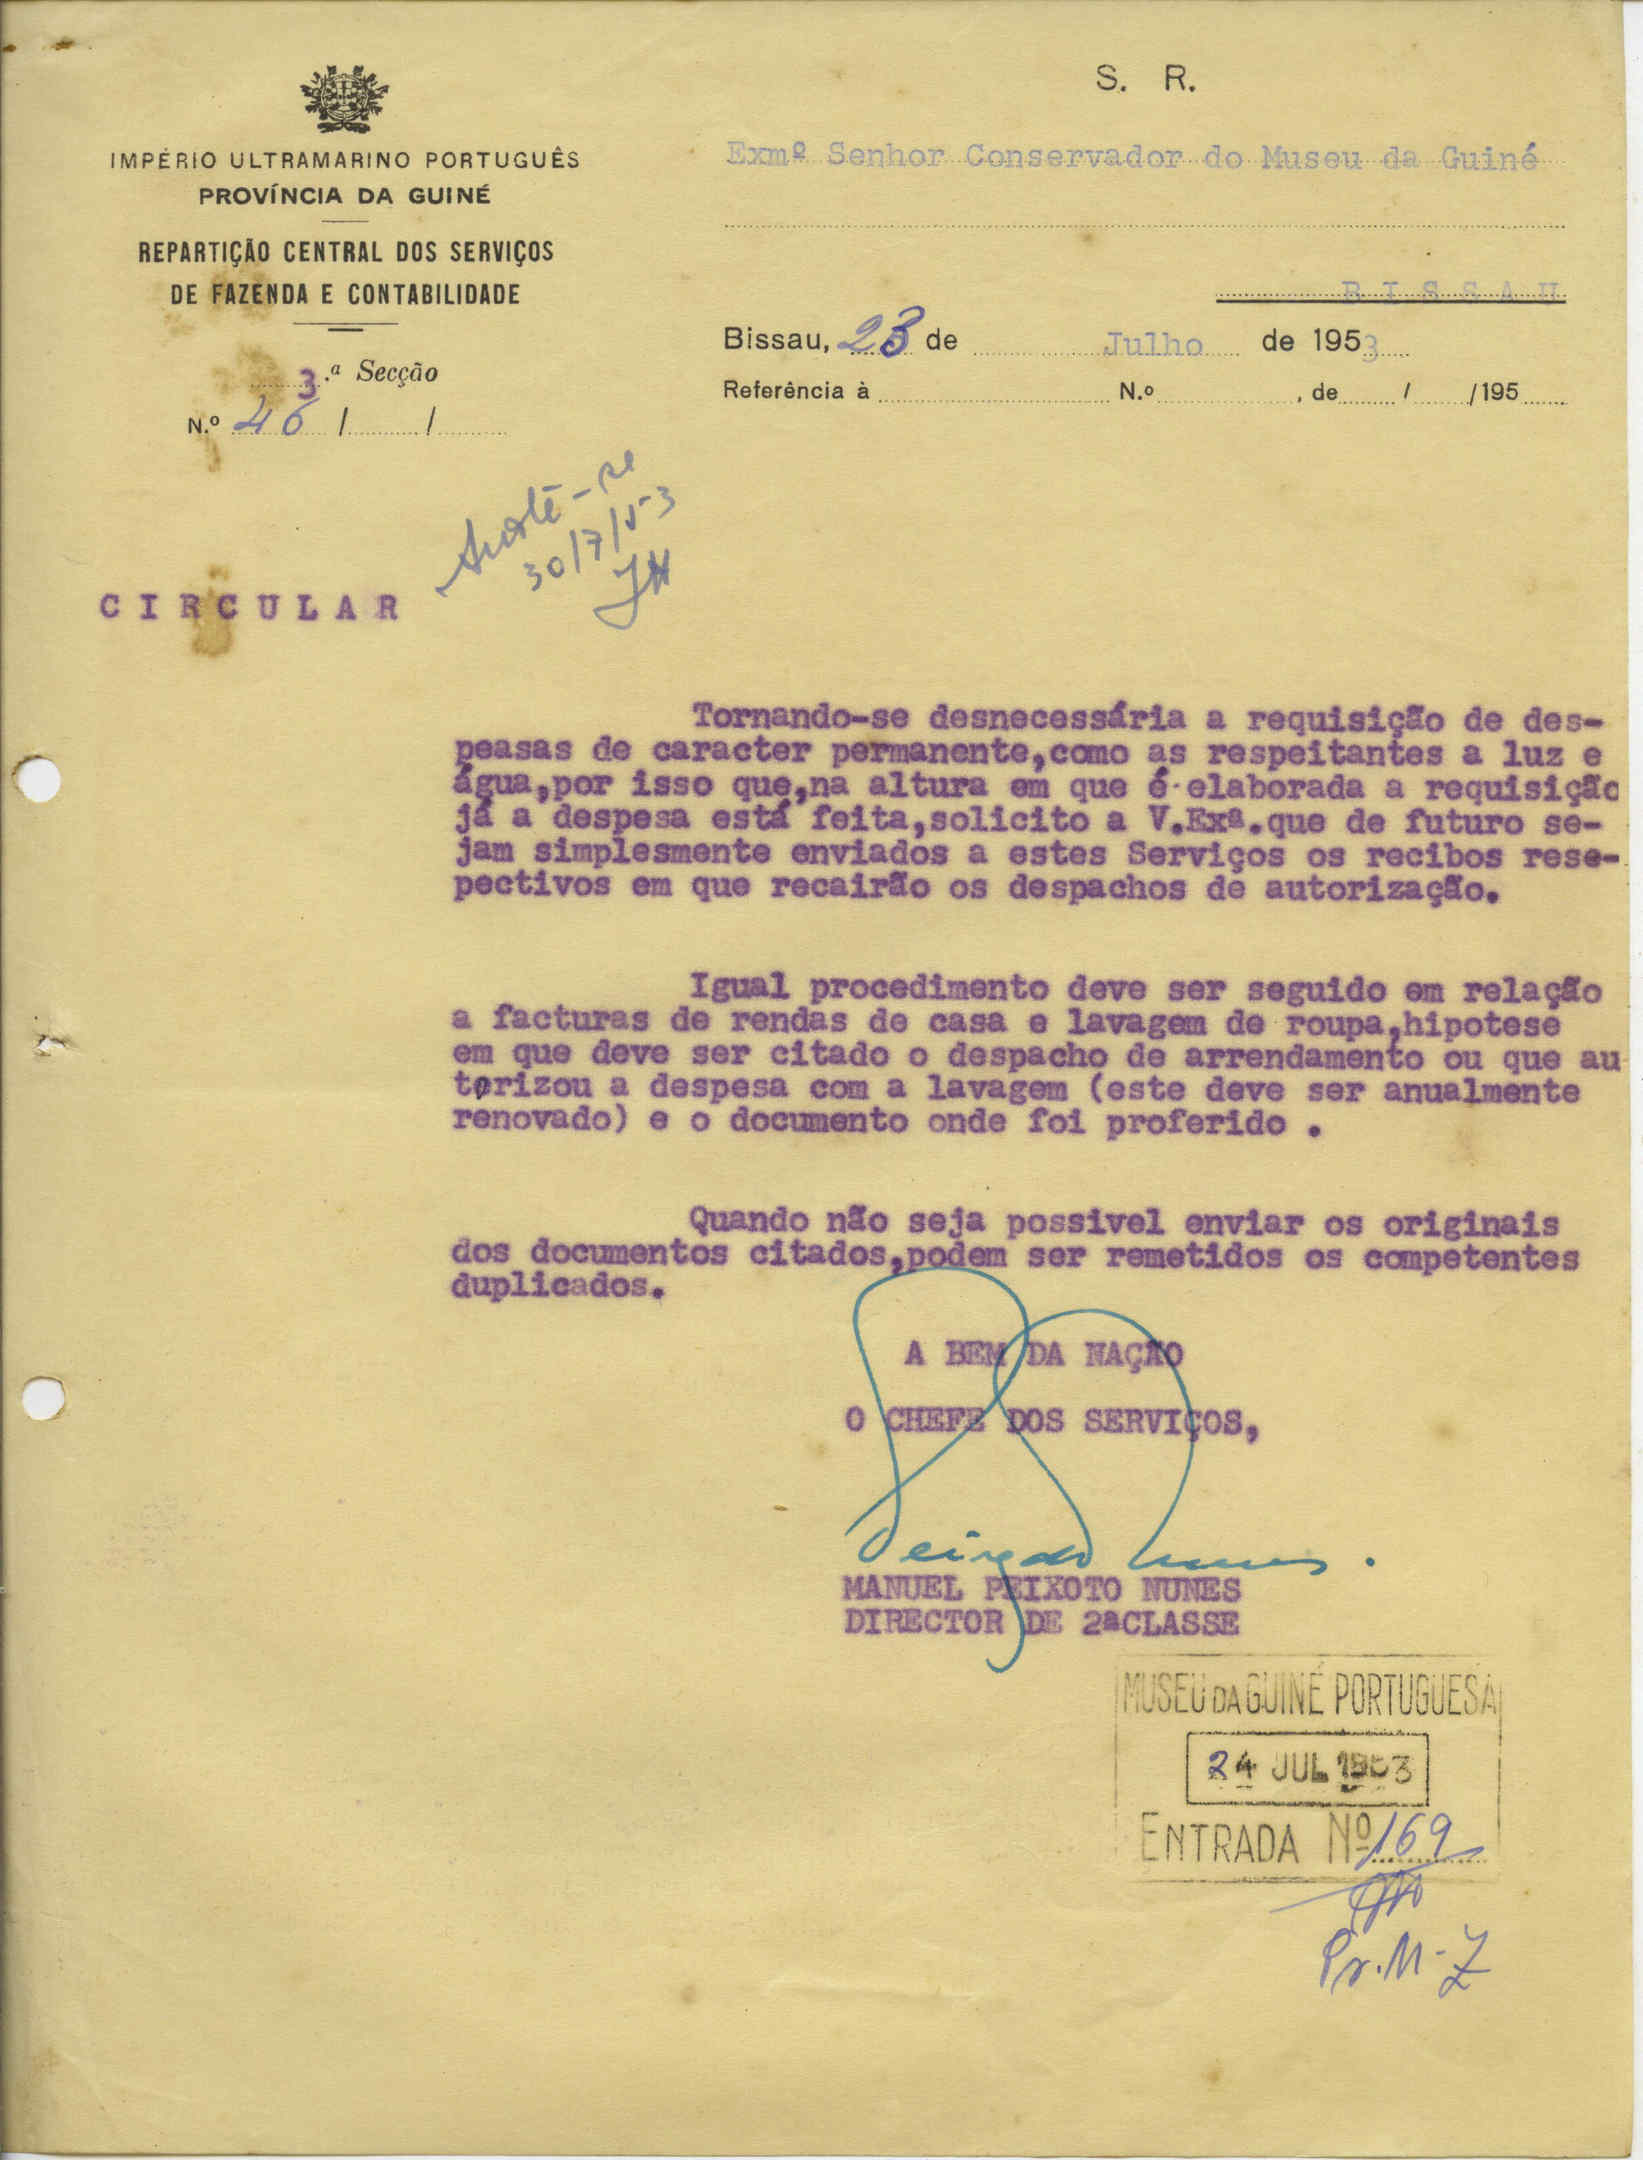 S. R.
IMPÉRIO ULTRAMARINO PORTUGUÊS
PROVÍNCIA DA GUINÉ
REPARTIÇÃO CENTRAL DOS SERVIÇOS
DE FAZENDA E CONTABILIDADE
3.ª Secção
N.º 46 / /
Exmº Senhor Conservador do Museu da Guiné
B I S S A U
Bissau, 23 de Julho de 1953
Referência à N.º , de / /195
Anote-se
30/7/53
C I R C U L A R
Tornando-se desnecessária a requisição de des-
peasas de caracter permanente,como as respeitantes a luz e
água,por isso que,na altura em que é elaborada a requisição
já a despesa está feita,solicito a V.Exª.que de futuro se-
jam simplesmente enviados a estes Serviços os recibos rese-
pectivos em que recairão os despachos de autorização.
Igual procedimento deve ser seguido em relação
a facturas de rendas de casa e lavagem de roupa,hipotese
em que deve ser citado o despacho de arrendamento ou que au
torizou a despesa com a lavagem (este deve ser anualmente
renovado) e o documento onde foi proferido .
Quando não seja possivel enviar os originais
dos documentos citados,podem ser remetidos os competentes
duplicados.
A BEM DA NAÇÃO
O CHEFE DOS SERVIÇOS,
Peixoto Nunes.
MANUEL PEIXOTO NUNES
DIRECTOR DE 2ªCLASSE
MUSEU DA GUINÉ PORTUGUESA
24 JUL 1953
ENTRADA Nº 169
Pr. M-Z